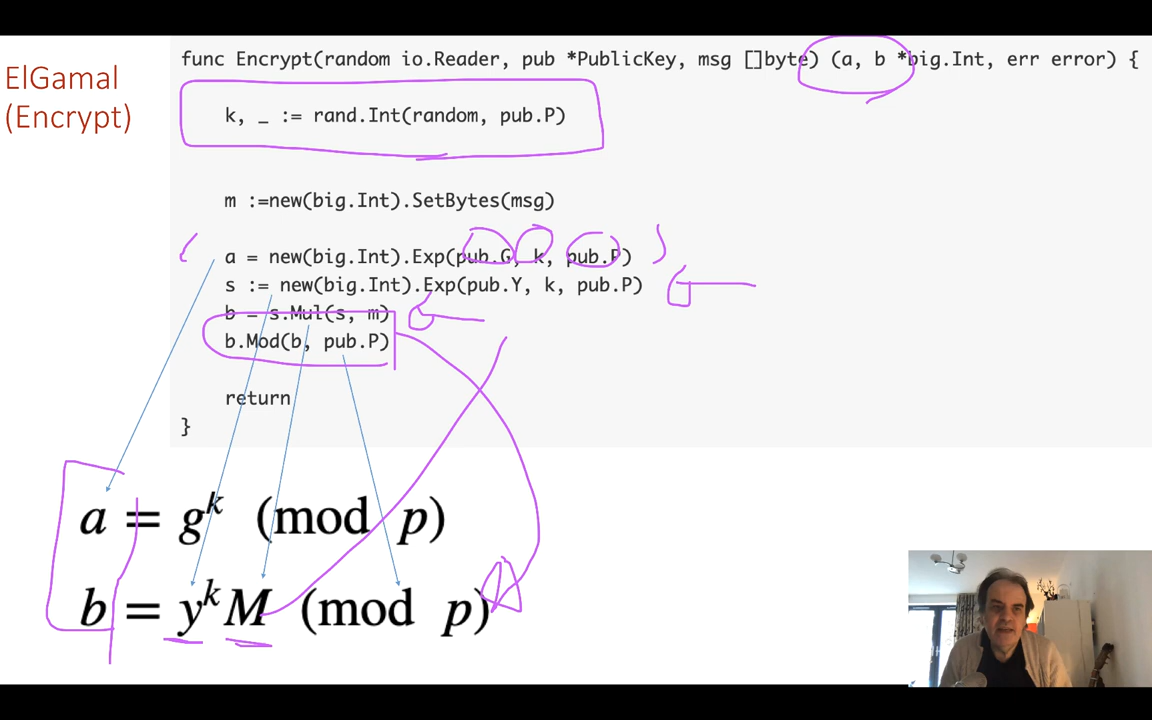 ElGamal
(Encrypt)
func Encrypt(random io.Reader, pub *PublicKey, msg []byte) (a, b *big.Int, err error) {
k, _ := rand.Int(random, pub.P)
m :=new(big.Int).SetBytes(msg)
a = new(big.Int).Exp(pub.G, k, pub.P)
s := new(big.Int).Exp(pub.Y, k, pub.P)
b = s.Mul(s, m)
b.Mod(b, pub.P)
return
}
a = g^k (mod p)
b = y^k M (mod p)